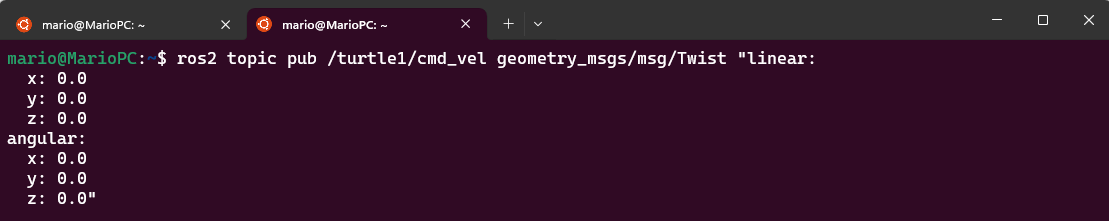 mario@MarioPC: ~
mario@MarioPC: ~
mario@MarioPC:~$ ros2 topic pub /turtle1/cmd_vel geometry_msgs/msg/Twist "linear:
  x: 0.0
  y: 0.0
  z: 0.0
angular:
  x: 0.0
  y: 0.0
  z: 0.0"